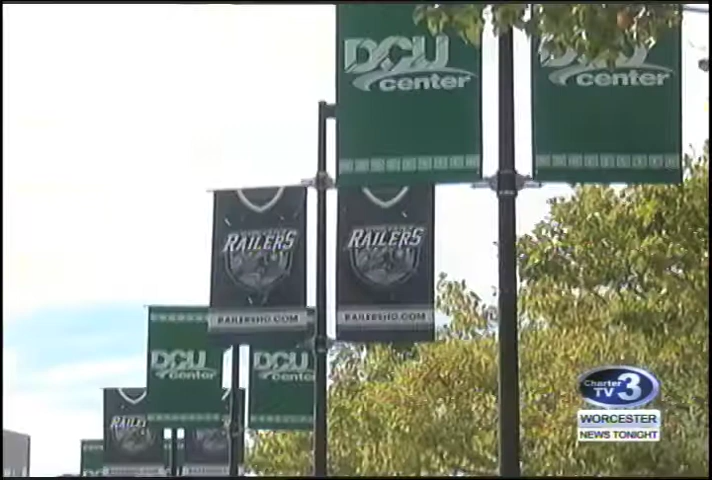 DCU
center
center
RAILERS
RAILERS
RAILERSHC.COM
RAILERSHC.COM
DCU
center
DCU
center
RAILERS
Charter
TV 3
WORCESTER
NEWS TONIGHT